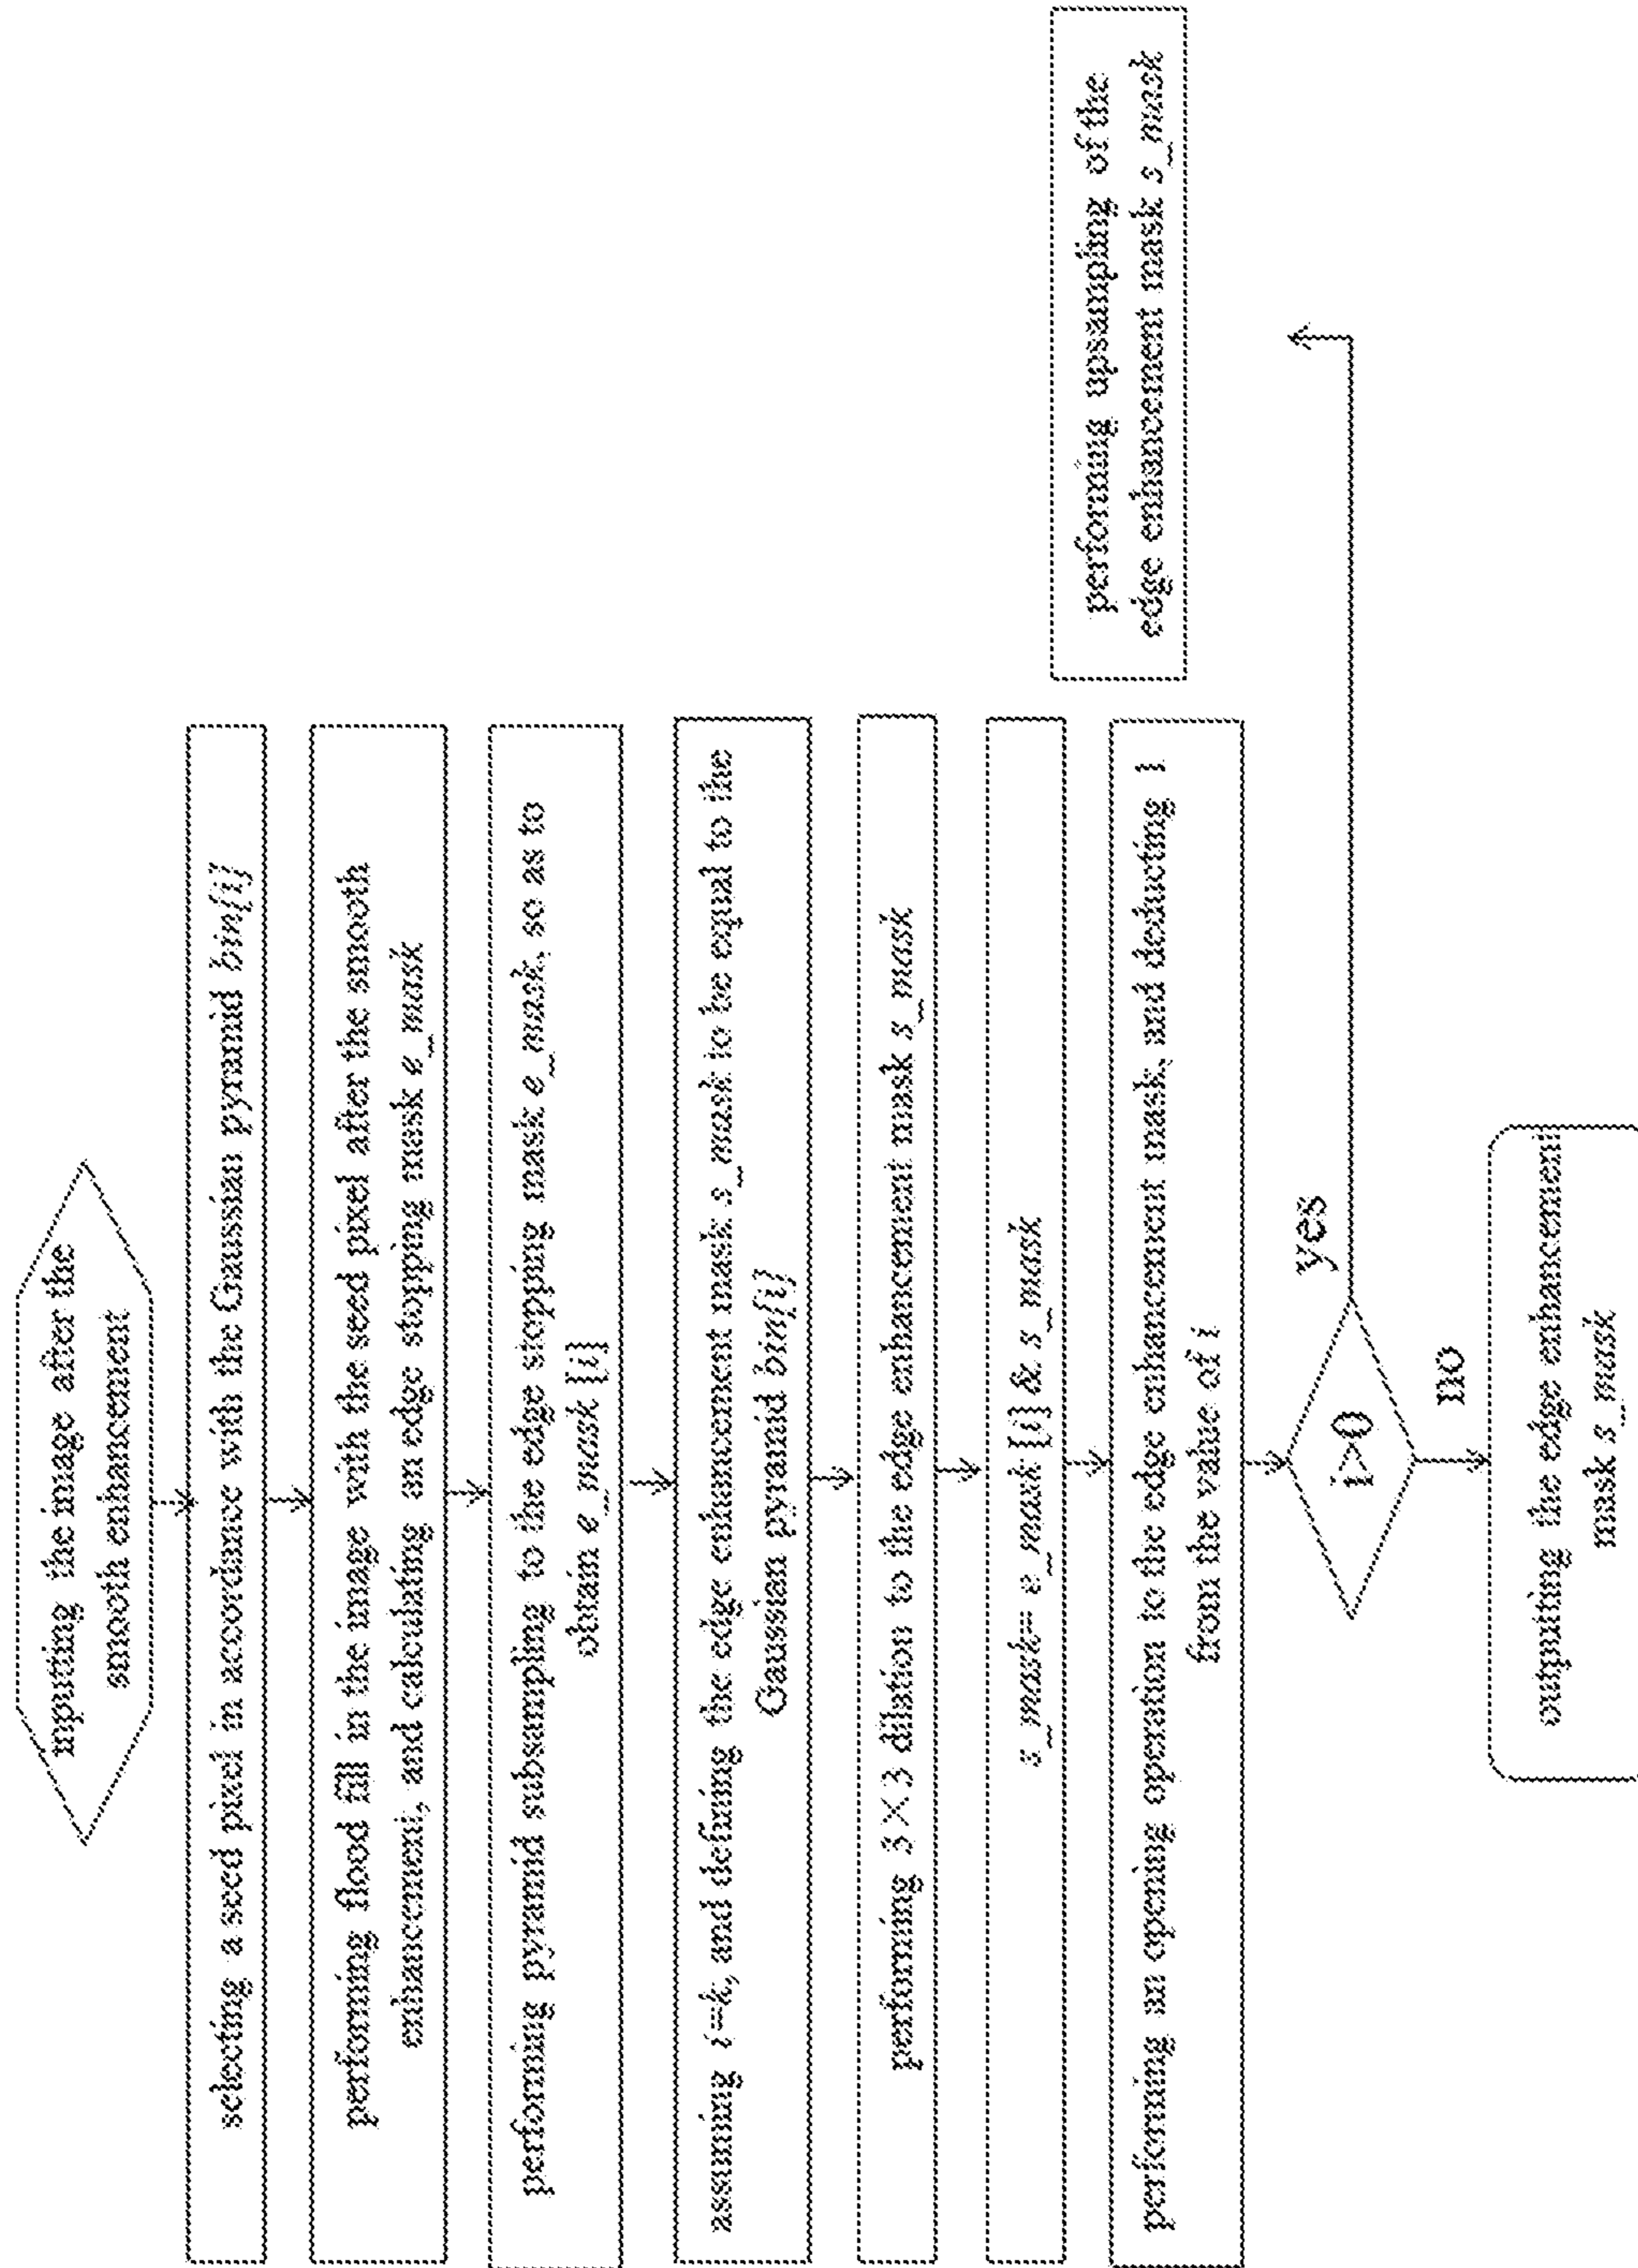 inputting the image after the
smooth enhancement
selecting a seed pixel in accordance with the Gaussian pyramid bin[i]
performing flood fill in the image with the seed pixel after the smooth
enhancement, and calculating an edge stopping mask e_mask
performing pyramid subsampling to the edge stopping mask e_mask, so as to
obtain e_mask [i]
assuming i=k, and defining the edge enhancement mask s_mask to be equal to the
Gaussian pyramid bin[i]
performing 3×3 dilation to the edge enhancement mask s_mask
s_mask= e_mask [i] & s_mask
performing an opening operation to the edge enhancement mask, and deducting 1
from the value of i
i>0
yes
performing upsampling of the
edge enhancement mask s_mask
no
outputting the edge enhancement
mask s mask